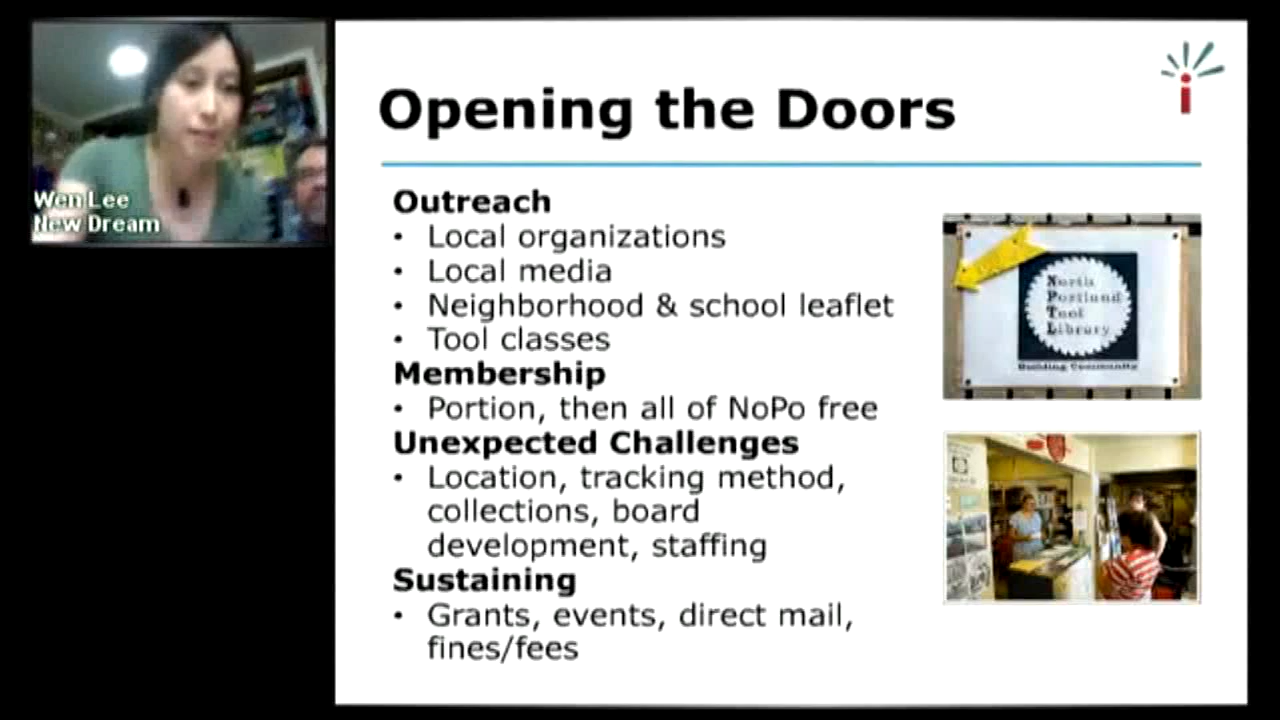 Wen Lee
New Dream
Opening the Doors
Outreach
• Local organizations
• Local media
• Neighborhood & school leaflet
• Tool classes
Membership
• Portion, then all of NoPo free
Unexpected Challenges
• Location, tracking method,
collections, board
development, staffing
Sustaining
• Grants, events, direct mail,
fines/fees
North
Portland
Tool
Library
Building Community